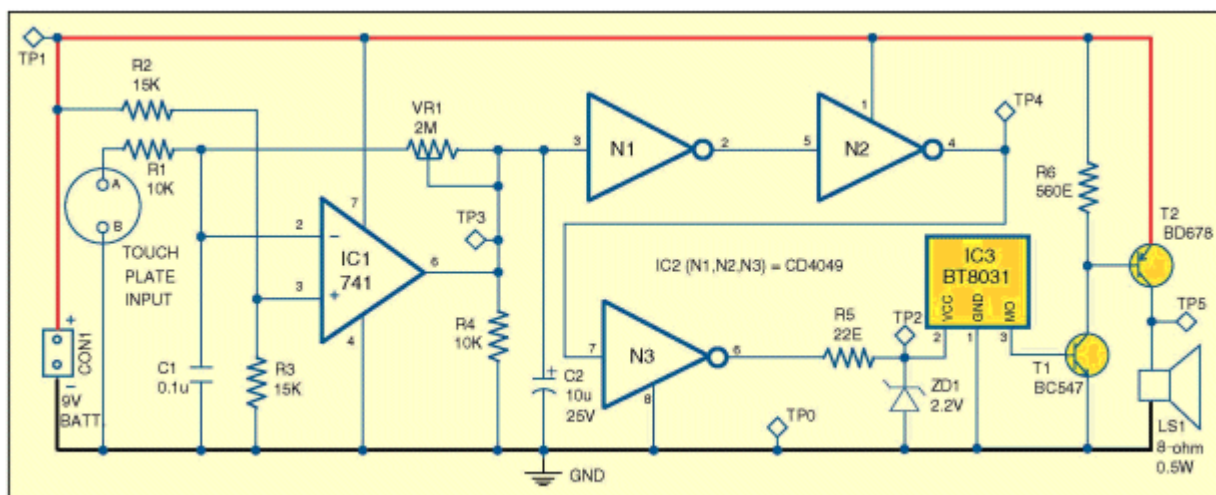 TP1
R2
15K
R1
10K
A
B
TOUCH
PLATE
INPUT
+
CON1
−
9V
BATT.
C1
0.1u
R3
15K
VR1
2M
7
2
−
IC1
741
3
+
6
4
TP3
R4
10K
+
C2
10u
25V
3
N1
2
5
1
N2
4
TP4
IC2 (N1,N2,N3) = CD4049
7
N3
6
8
R5
22E
TP2
ZD1
2.2V
TP0
GND
IC3
BT8031
VCC
GND
MO
2
1
3
R6
560E
T1
BC547
T2
BD678
TP5
LS1
8-ohm
0.5W